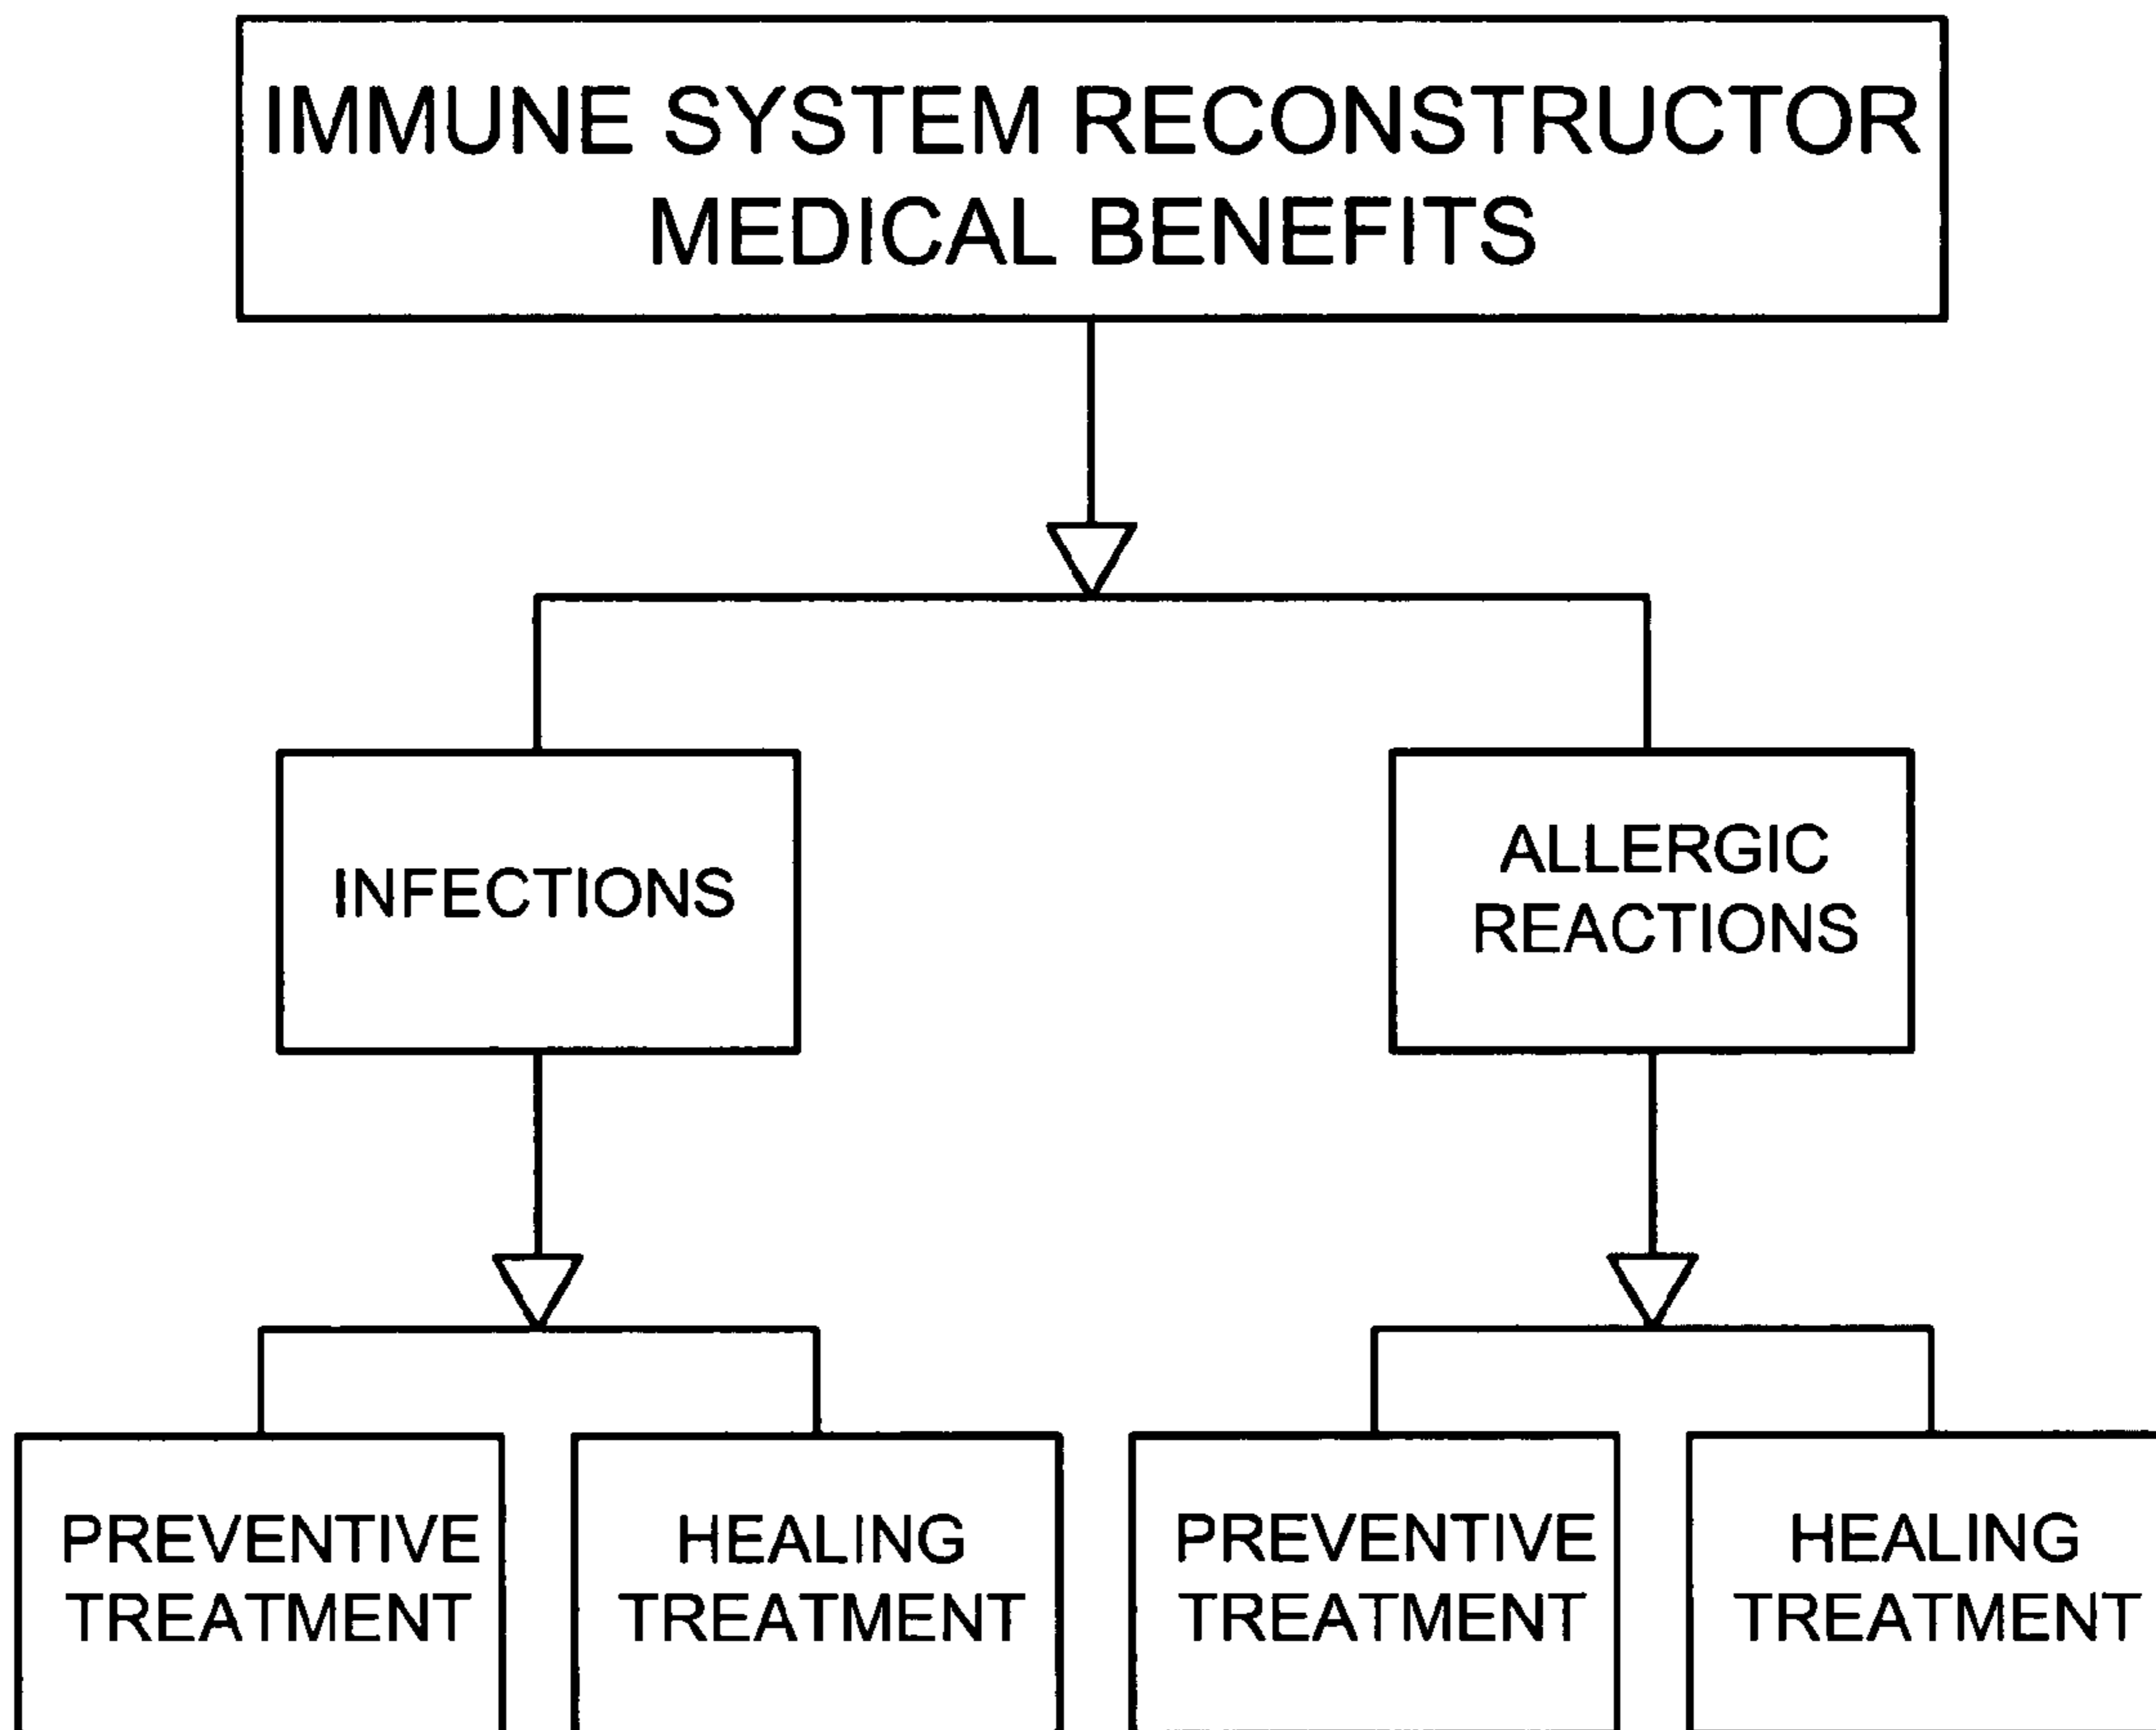 IMMUNE SYSTEM RECONSTRUCTOR
MEDICAL BENEFITS
INFECTIONS
ALLERGIC
REACTIONS
PREVENTIVE
TREATMENT
HEALING
TREATMENT
PREVENTIVE
TREATMENT
HEALING
TREATMENT